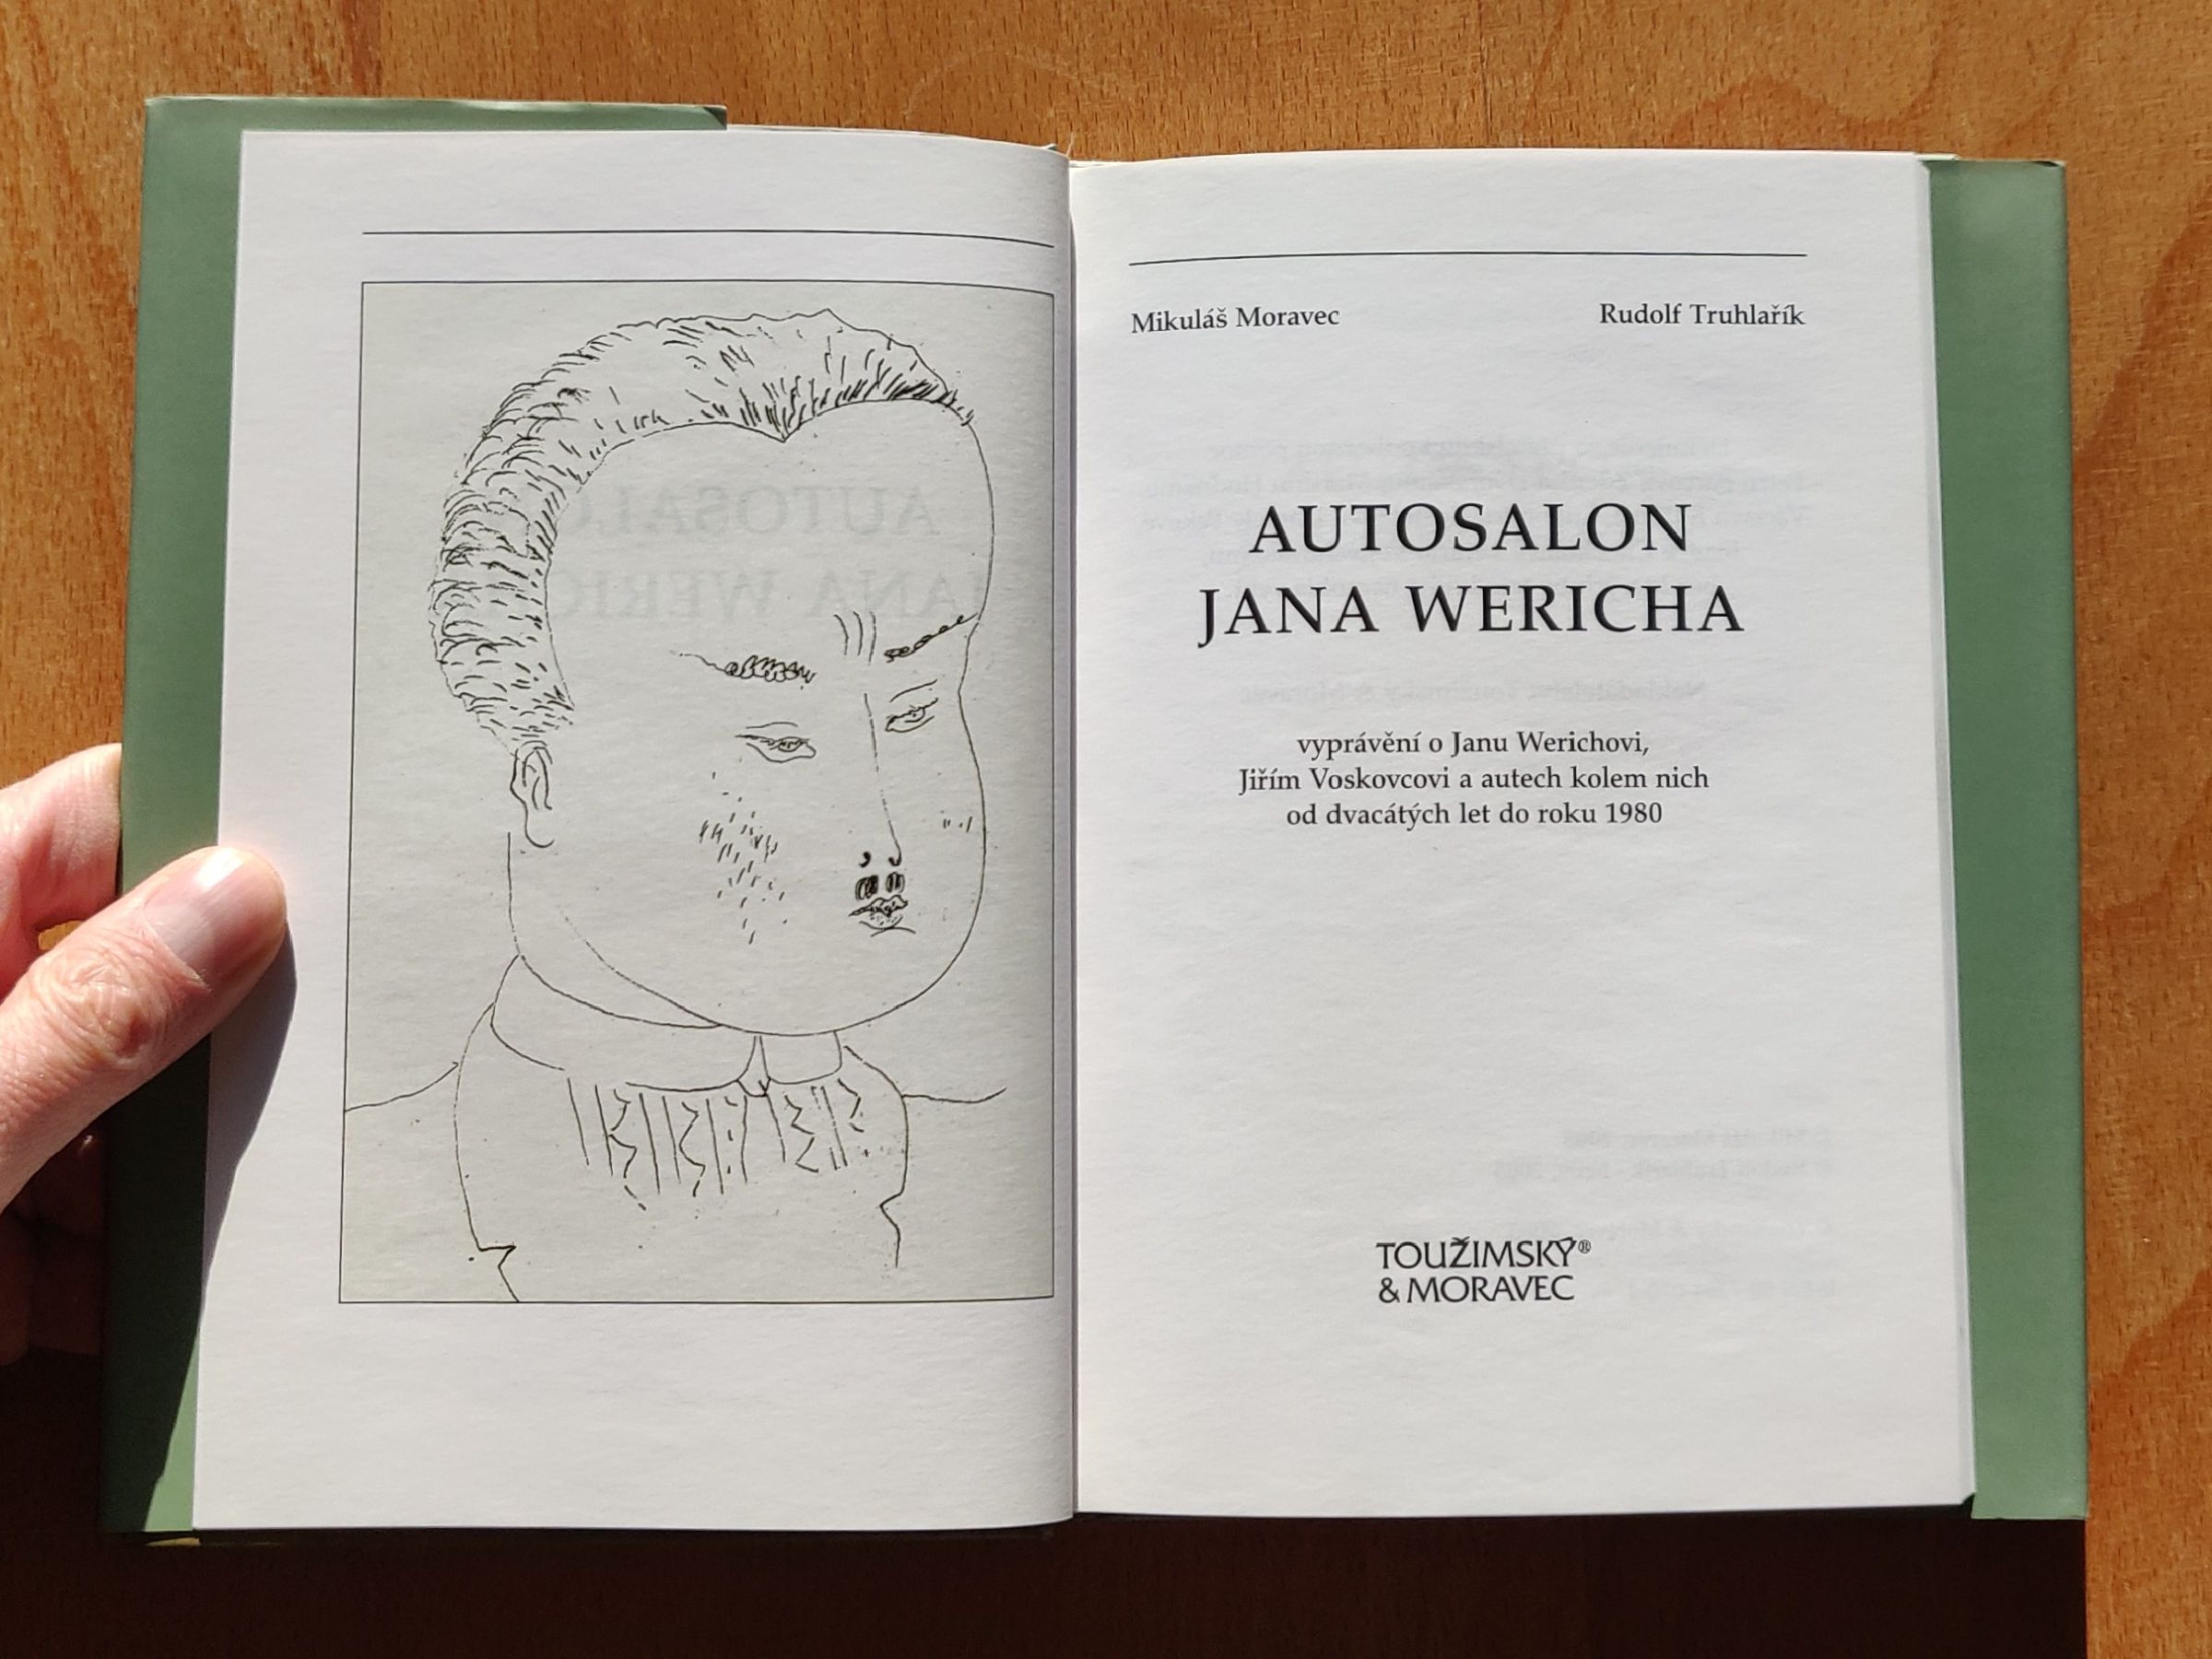 Mikuláš Moravec Rudolf Truhlařík
AUTOSALON
JANA WERICHA
vyprávění o Janu Werichovi,
Jiřím Voskovcovi a autech kolem nich
od dvacátých let do roku 1980
TOUŽIMSKÝ®
& MORAVEC